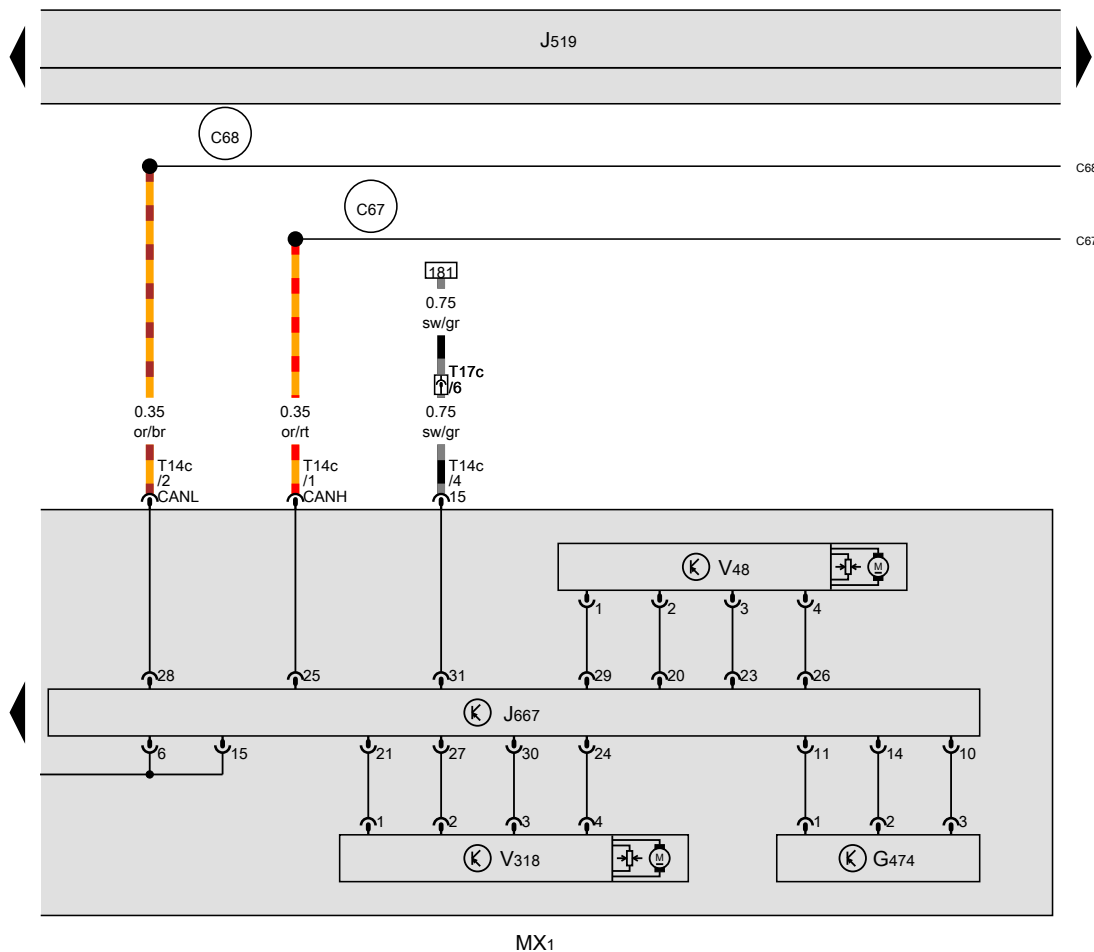 J519
C68
C68
C67
C67
181
0.75
sw/gr
T17c
/6
0.35
or/br
0.35
or/rt
0.75
sw/gr
T14c
/2
CANL
T14c
/1
CANH
T14c
/4
15
V48
M
1 2 3 4
28 25 31 29 20 23 26
J667
6 15 21 27 30 24 11 14 10
1 2 3 4 1 2 3
V318
M
G474
MX1